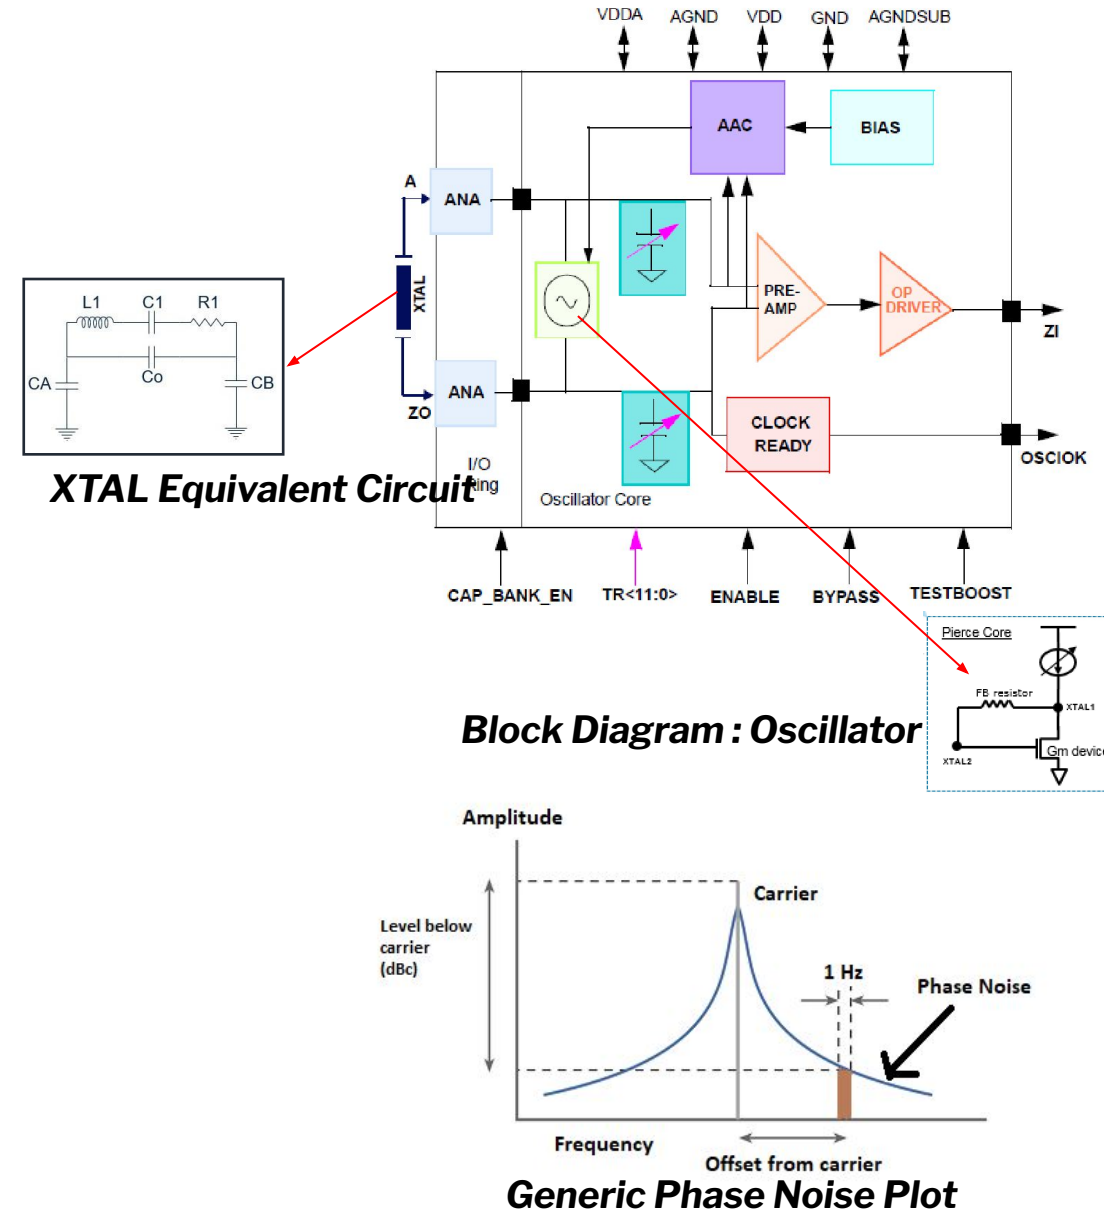 VDDA AGND VDD GND AGNDSUB
AAC
BIAS
A
ANA
XTAL
PRE-
AMP
OP
DRIVER
ZI
L1 C1 R1
Co
CA
CB
ZO
ANA
CLOCK
READY
OSCIOK
I/O
Ring
Oscillator Core
XTAL Equivalent Circuit
CAP_BANK_EN TR<11:0> ENABLE BYPASS TESTBOOST
Pierce Core
FB resistor
XTAL1
XTAL2
Gm device
Block Diagram : Oscillator
Amplitude
Carrier
Level below
carrier
(dBc)
1 Hz
Phase Noise
Frequency
Offset from carrier
Generic Phase Noise Plot